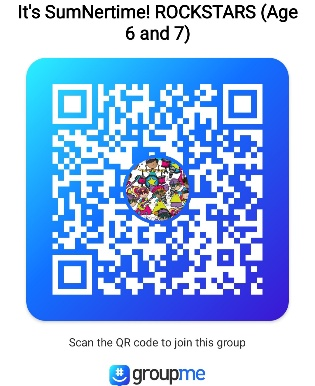 It's SumNertime! ROCKSTARS (Age
6 and 7)
Scan the QR code to join this group
groupme